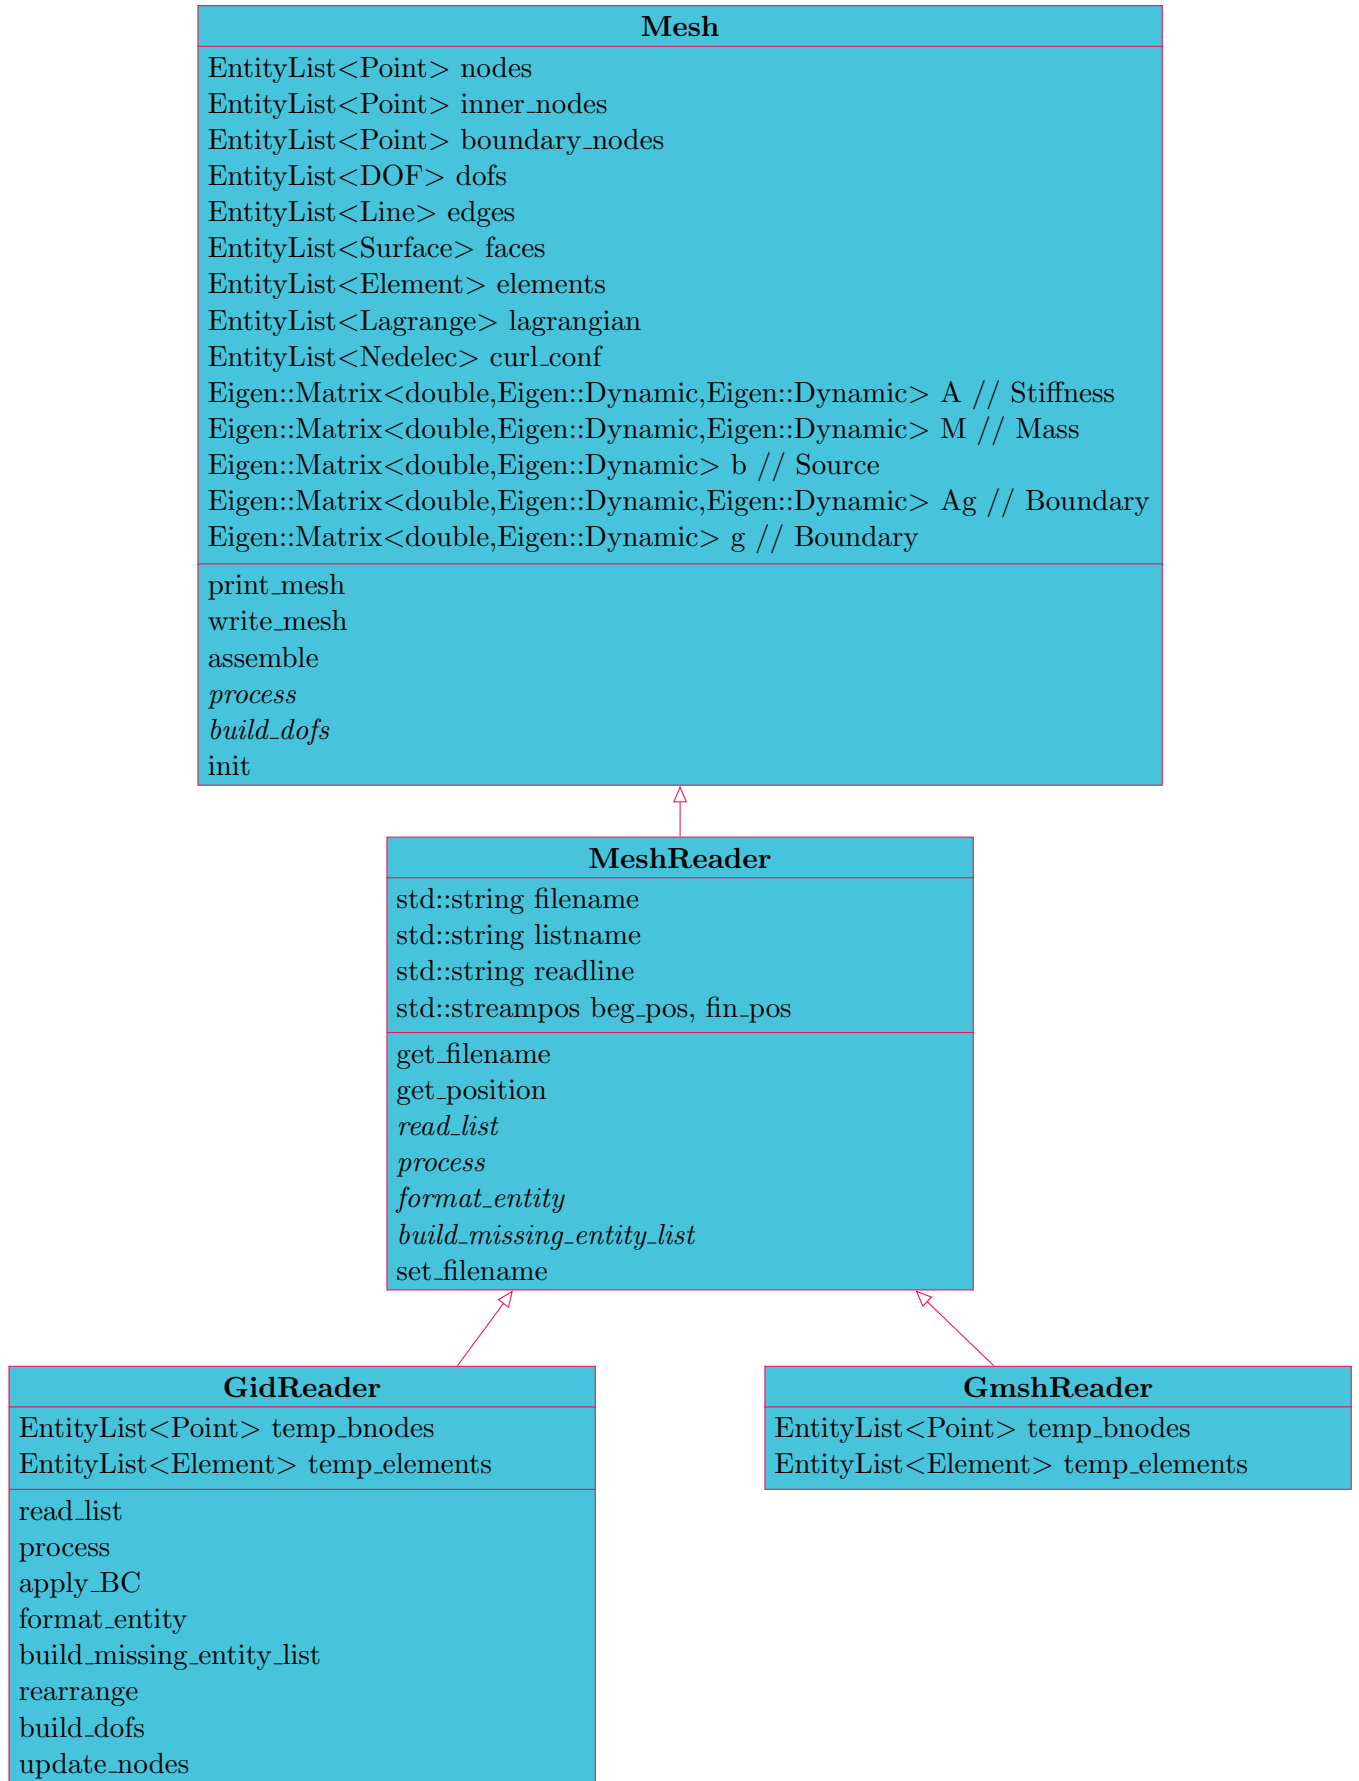 Mesh
EntityList<Point> nodes
EntityList<Point> inner_nodes
EntityList<Point> boundary_nodes
EntityList<DOF> dofs
EntityList<Line> edges
EntityList<Surface> faces
EntityList<Element> elements
EntityList<Lagrange> lagrangian
EntityList<Nedelec> curl_conf
Eigen::Matrix<double,Eigen::Dynamic,Eigen::Dynamic> A // Stiffness
Eigen::Matrix<double,Eigen::Dynamic,Eigen::Dynamic> M // Mass
Eigen::Matrix<double,Eigen::Dynamic> b // Source
Eigen::Matrix<double,Eigen::Dynamic,Eigen::Dynamic> Ag // Boundary
Eigen::Matrix<double,Eigen::Dynamic> g // Boundary
print_mesh
write_mesh
assemble
process
build_dofs
init
MeshReader
std::string filename
std::string listname
std::string readline
std::streampos beg_pos, fin_pos
get_filename
get_position
read_list
process
format_entity
build_missing_entity_list
set_filename
GidReader
EntityList<Point> temp_bnodes
EntityList<Element> temp_elements
read_list
process
apply_BC
format_entity
build_missing_entity_list
rearrange
build_dofs
update_nodes
GmshReader
EntityList<Point> temp_bnodes
EntityList<Element> temp_elements